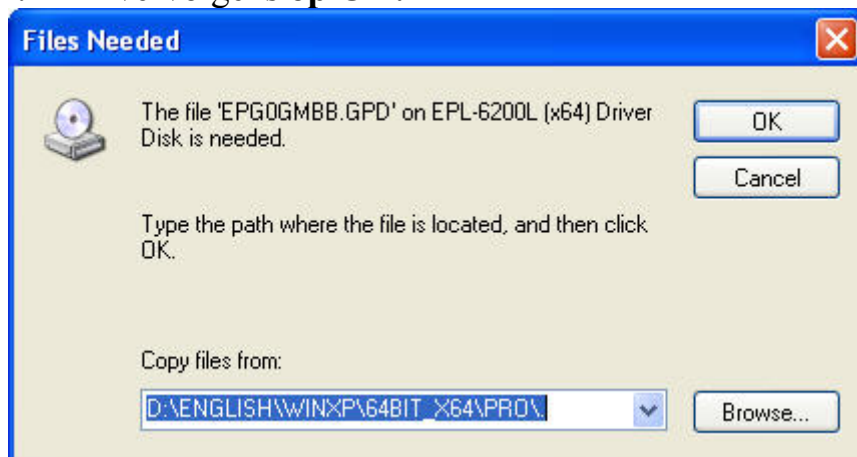 Files Needed
The file 'EPG0GMBB.GPD' on EPL-6200L (x64) Driver
Disk is needed.
OK
Cancel
Type the path where the file is located, and then click
OK.
Copy files from:
D:\ENGLISH\WINXP\64BIT_X64\PRO\.
Browse...